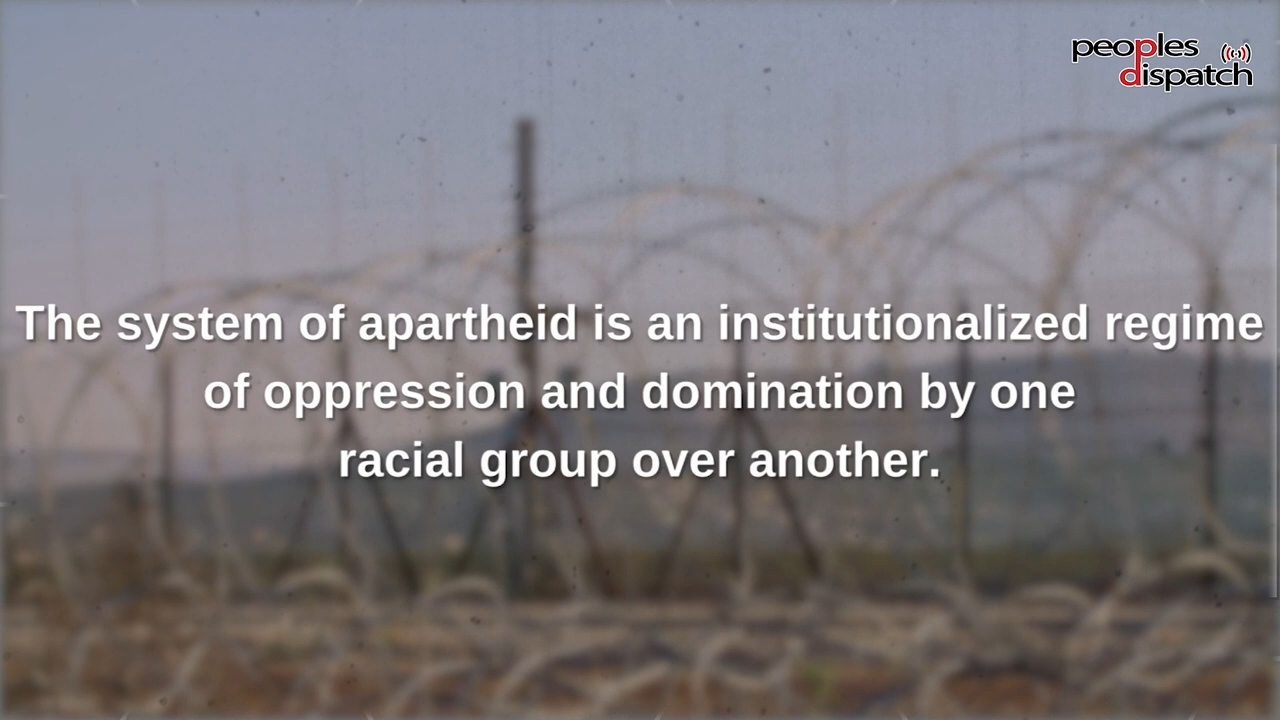 peoples
dispatch
The system of apartheid is an institutionalized regime
of oppression and domination by one
racial group over another.